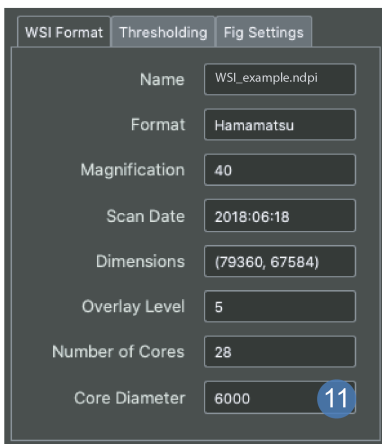 WSI Format Thresholding Fig Settings
Name WSI_example.ndpi
Format Hamamatsu
Magnification 40
Scan Date 2018:06:18
Dimensions (79360, 67584)
Overlay Level 5
Number of Cores 28
Core Diameter 6000 11